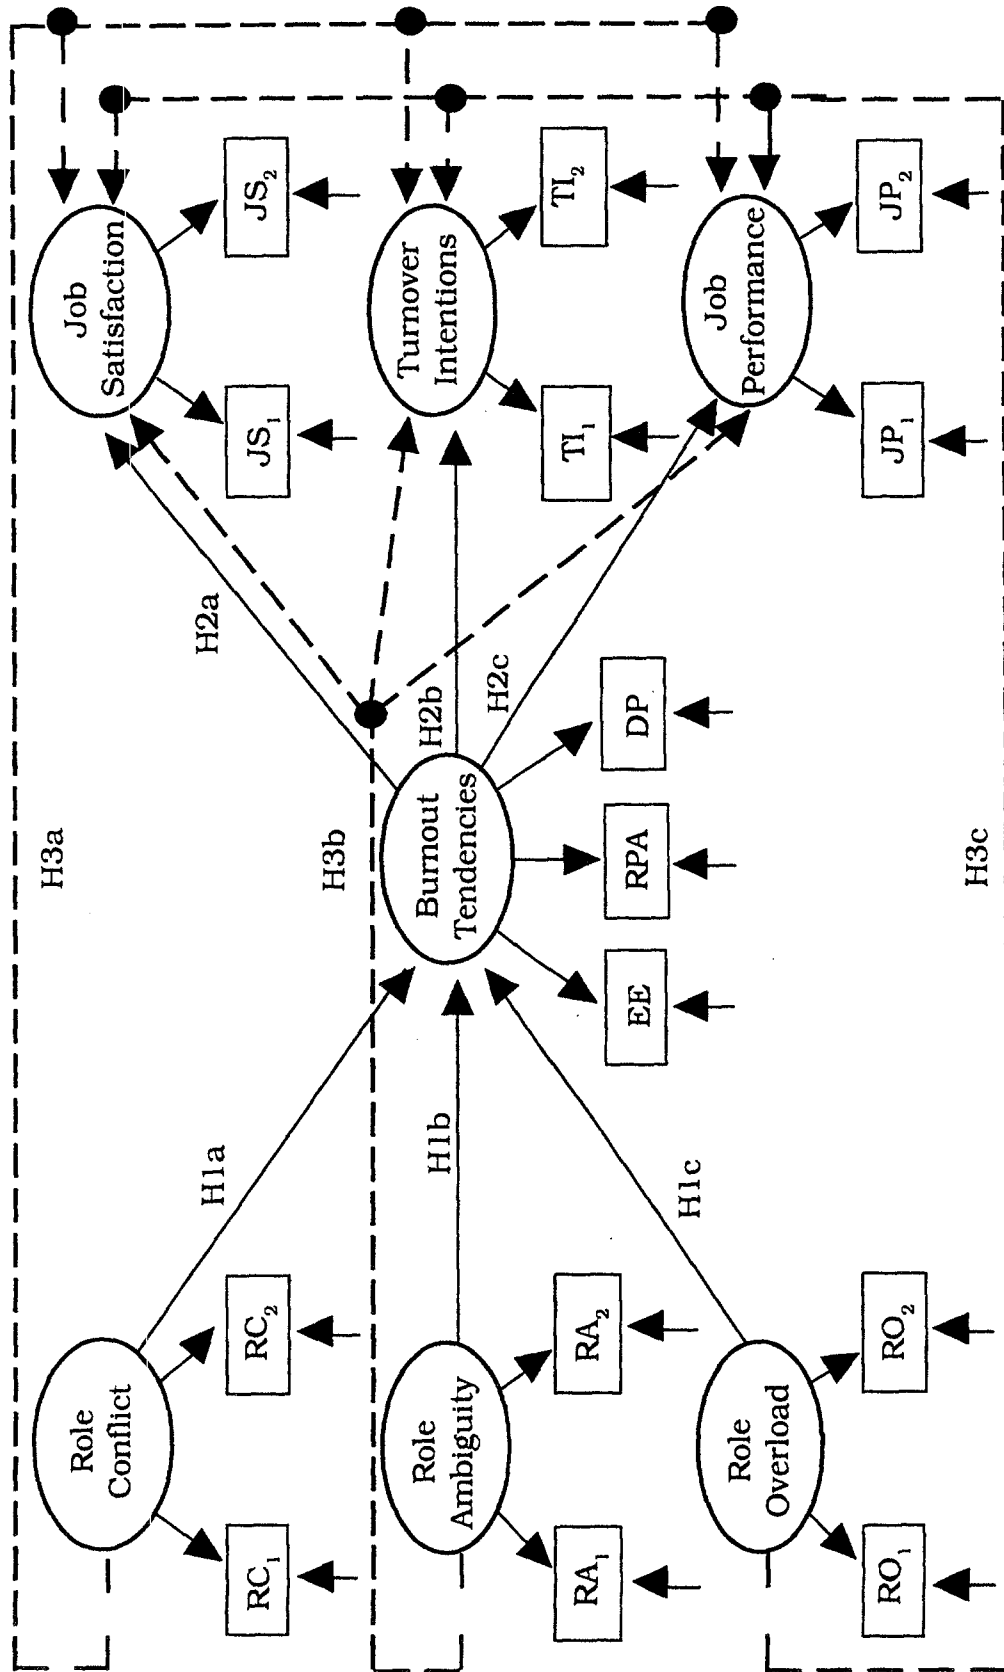 H3a
Role
Conflict
RC1
RC2
H1a
H2a
Job
Satisfaction
JS1
JS2
H3b
Role
Ambiguity
RA1
RA2
H1b
Burnout
Tendencies
EE
RPA
DP
H2b
H2c
Turnover
Intentions
TI1
TI2
H1c
Role
Overload
RO1
RO2
Job
Performance
JP1
JP2
H3c